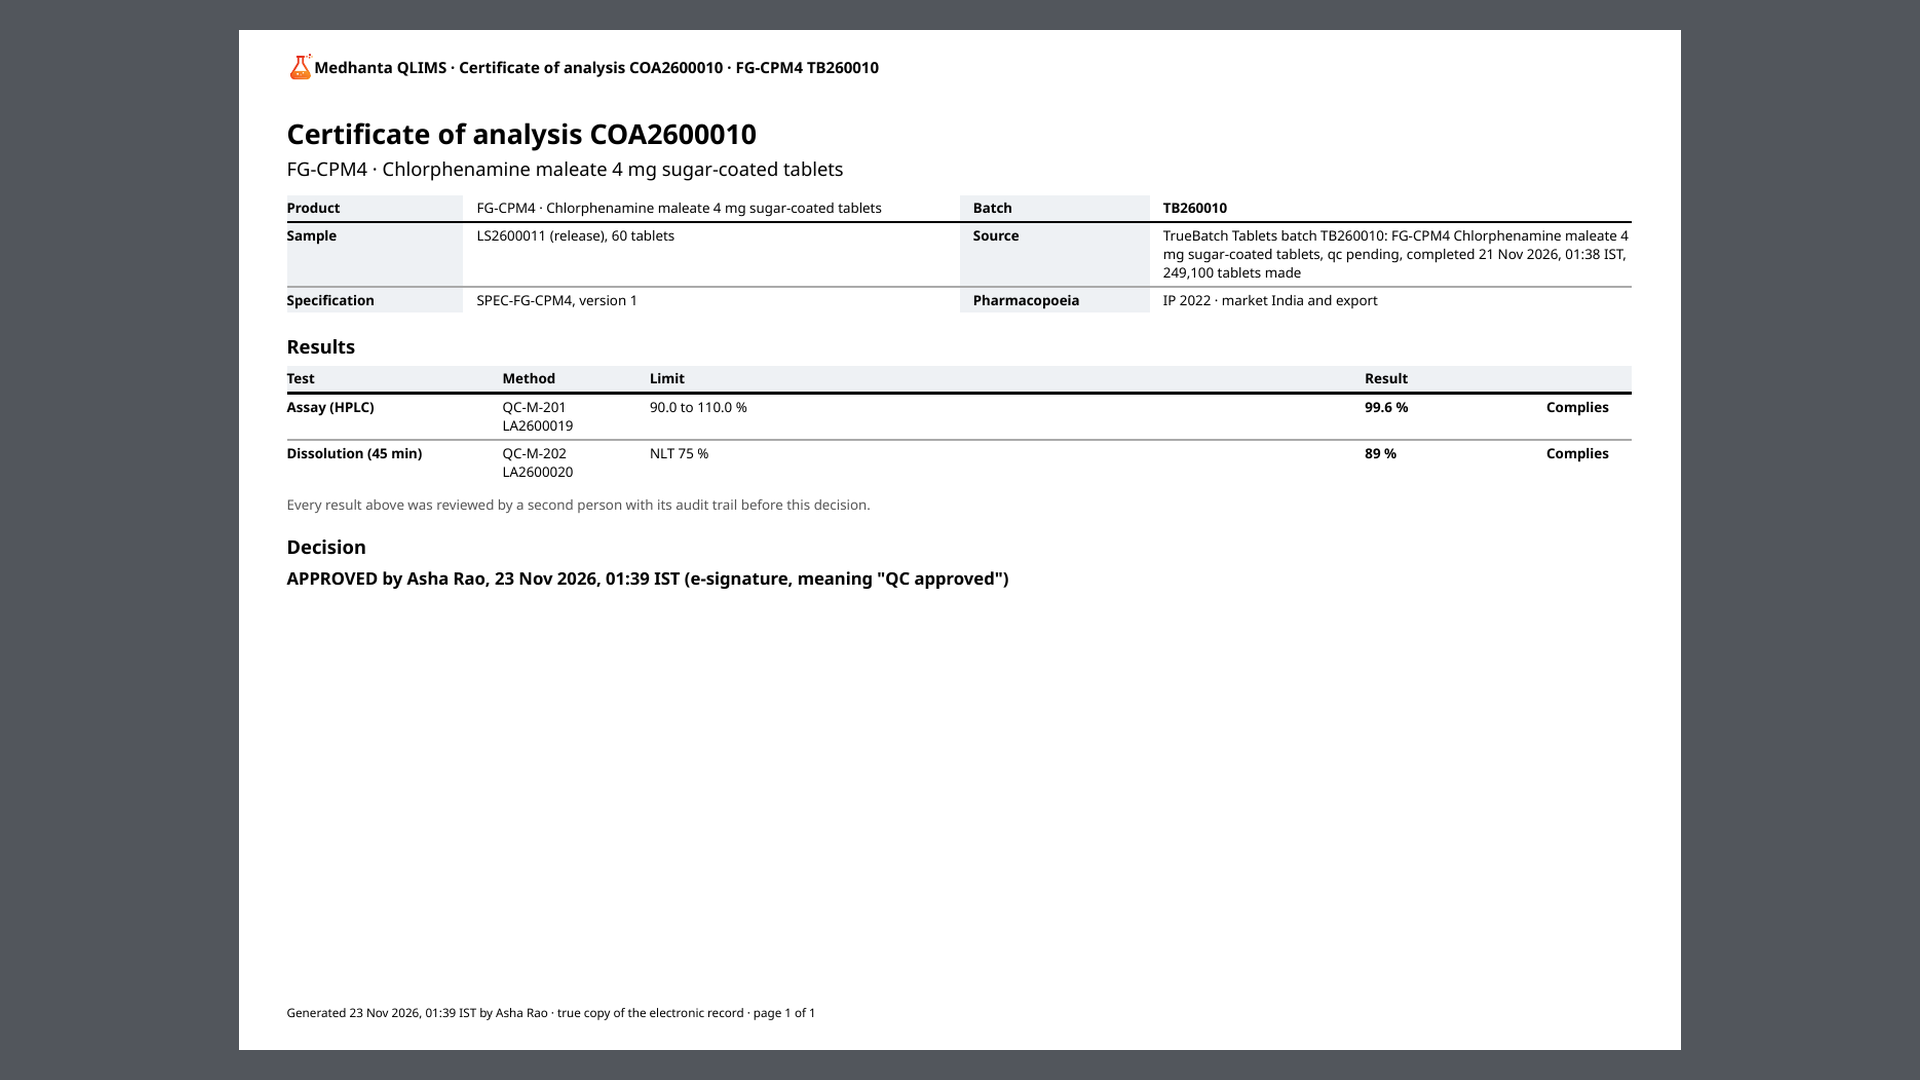 Medhanta QLIMS · Certificate of analysis COA2600010 · FG-CPM4 TB260010
Certificate of analysis COA2600010
FG-CPM4 · Chlorphenamine maleate 4 mg sugar-coated tablets
Product FG-CPM4 · Chlorphenamine maleate 4 mg sugar-coated tablets Batch TB260010
Sample LS2600011 (release), 60 tablets Source TrueBatch Tablets batch TB260010: FG-CPM4 Chlorphenamine maleate 4
mg sugar-coated tablets, qc pending, completed 21 Nov 2026, 01:38 IST,
249,100 tablets made
Specification SPEC-FG-CPM4, version 1 Pharmacopoeia IP 2022 · market India and export
Results
Test Method Limit Result
Assay (HPLC) QC-M-201 90.0 to 110.0 % 99.6 % Complies
LA2600019
Dissolution (45 min) QC-M-202 NLT 75 % 89 % Complies
LA2600020
Every result above was reviewed by a second person with its audit trail before this decision.
Decision
APPROVED by Asha Rao, 23 Nov 2026, 01:39 IST (e-signature, meaning "QC approved")
Generated 23 Nov 2026, 01:39 IST by Asha Rao · true copy of the electronic record · page 1 of 1